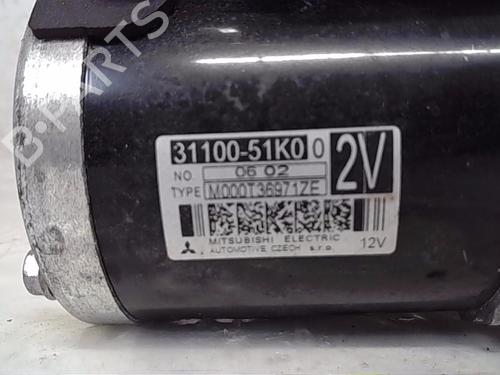 B-PARTS
31100-51K0 0
2V
NO 06 02
TYPE M000T36971ZE
MITSUBISHI ELECTRIC
AUTOMOTIVE CZECH s.r.o.
12V